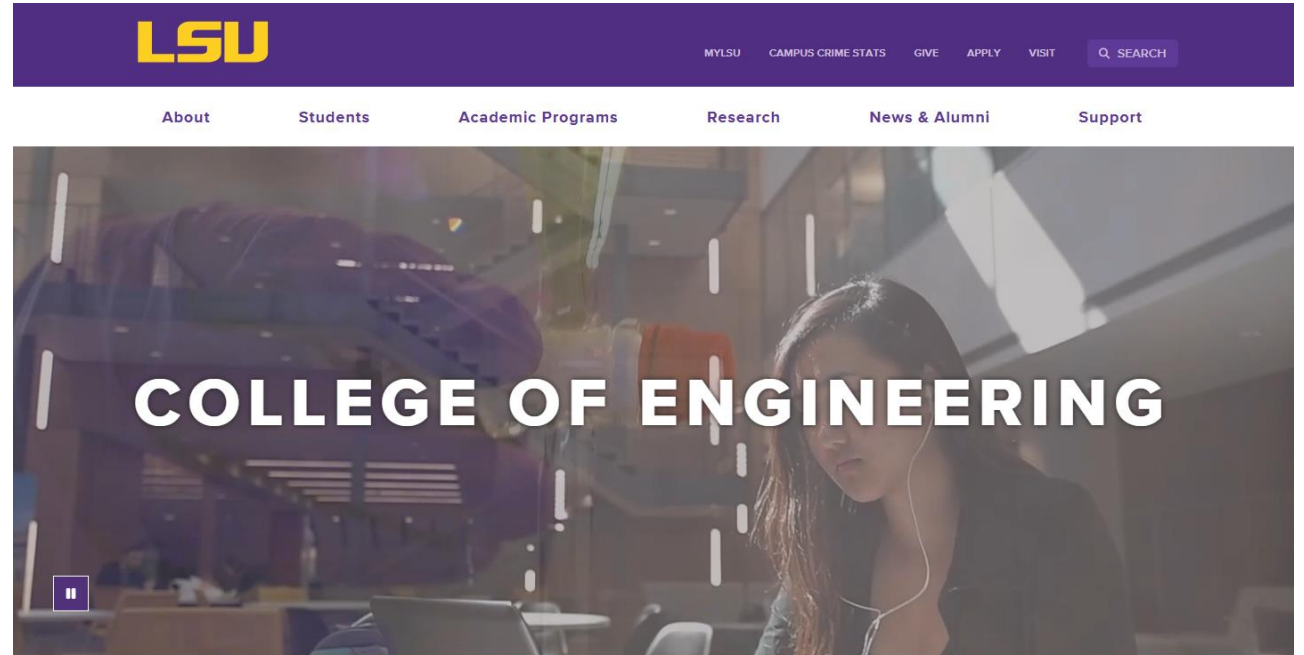 LSU
MYLSU CAMPUS CRIME STATS GIVE APPLY VISIT SEARCH
About Students Academic Programs Research News & Alumni Support
COLLEGE OF ENGINEERING